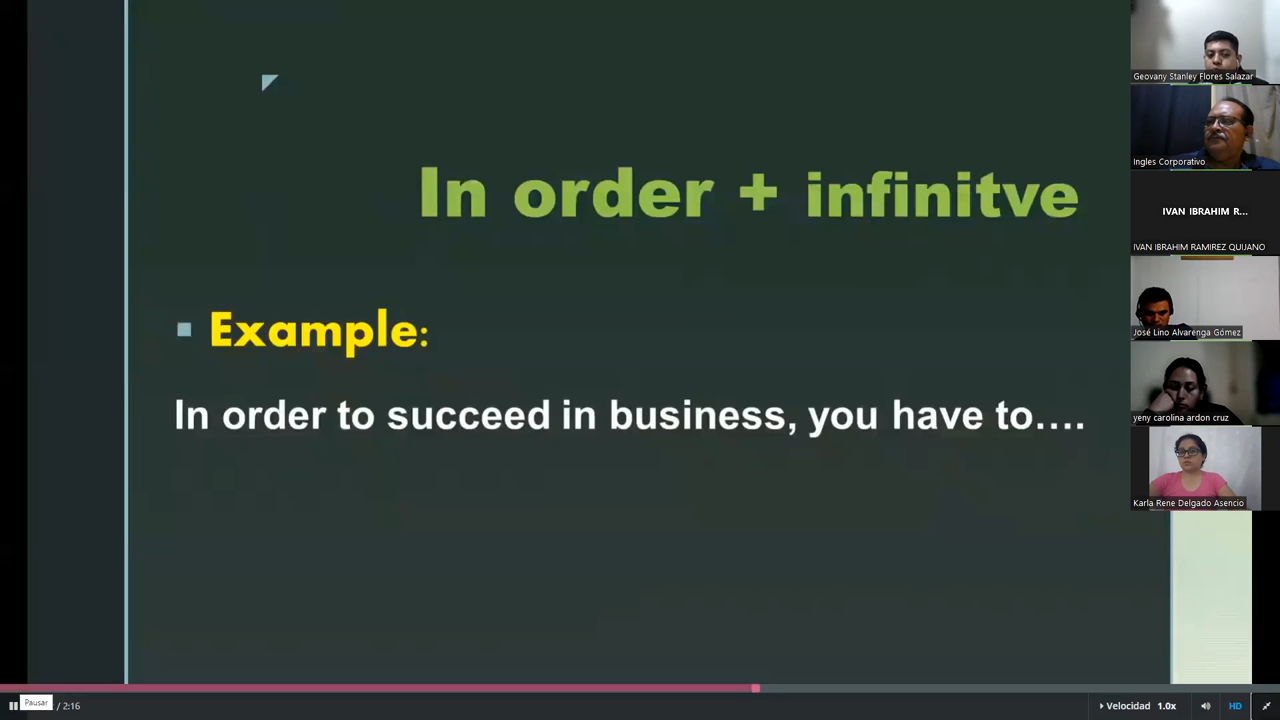 In order + infinitve
Example:
In order to succeed in business, you have to....
Geovany Stanley Flores Salazar
Ingles Corporativo
IVAN IBRAHIM R...
IVAN IBRAHIM RAMIREZ QUIJANO
José Lino Alvarenga Gómez
yeny carolina ardon cruz
Karla Rene Delgado Asencio
Pausar
/ 2:16
Velocidad 1.0x
HD